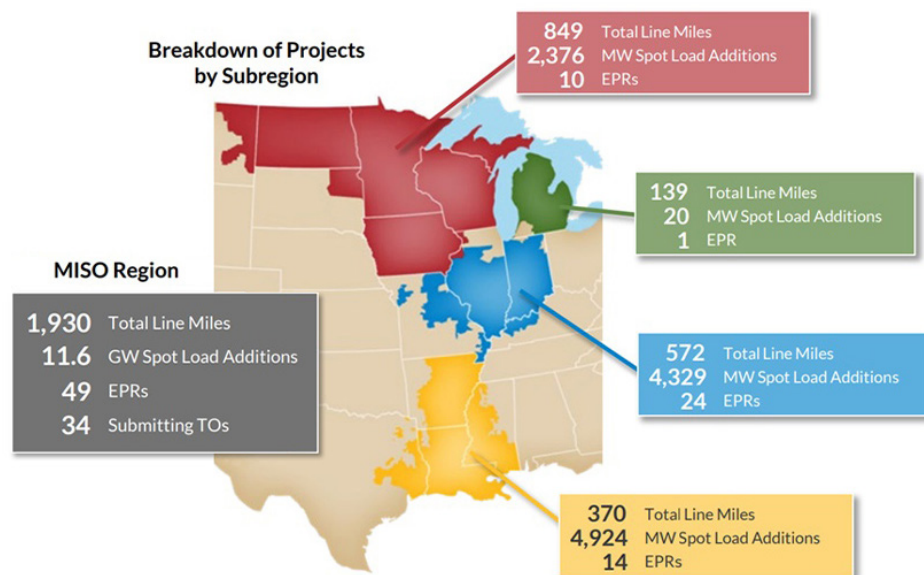 Breakdown of Projects
by Subregion
849 Total Line Miles
2,376 MW Spot Load Additions
10 EPRs
139 Total Line Miles
20 MW Spot Load Additions
1 EPR
MISO Region
1,930 Total Line Miles
11.6 GW Spot Load Additions
49 EPRs
34 Submitting TOs
572 Total Line Miles
4,329 MW Spot Load Additions
24 EPRs
370 Total Line Miles
4,924 MW Spot Load Additions
14 EPRs